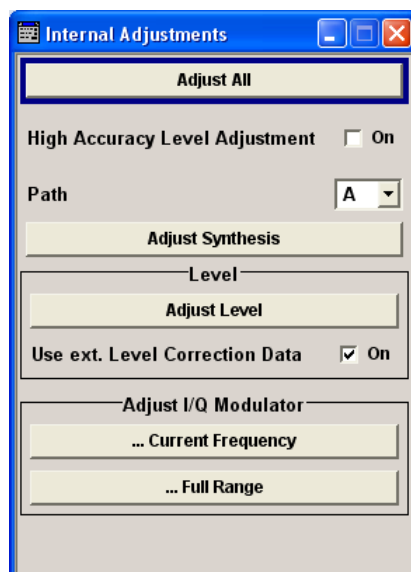 Internal Adjustments
Adjust All
High Accuracy Level Adjustment On
Path A
Adjust Synthesis
Level
Adjust Level
Use ext. Level Correction Data On
Adjust I/Q Modulator
... Current Frequency
... Full Range